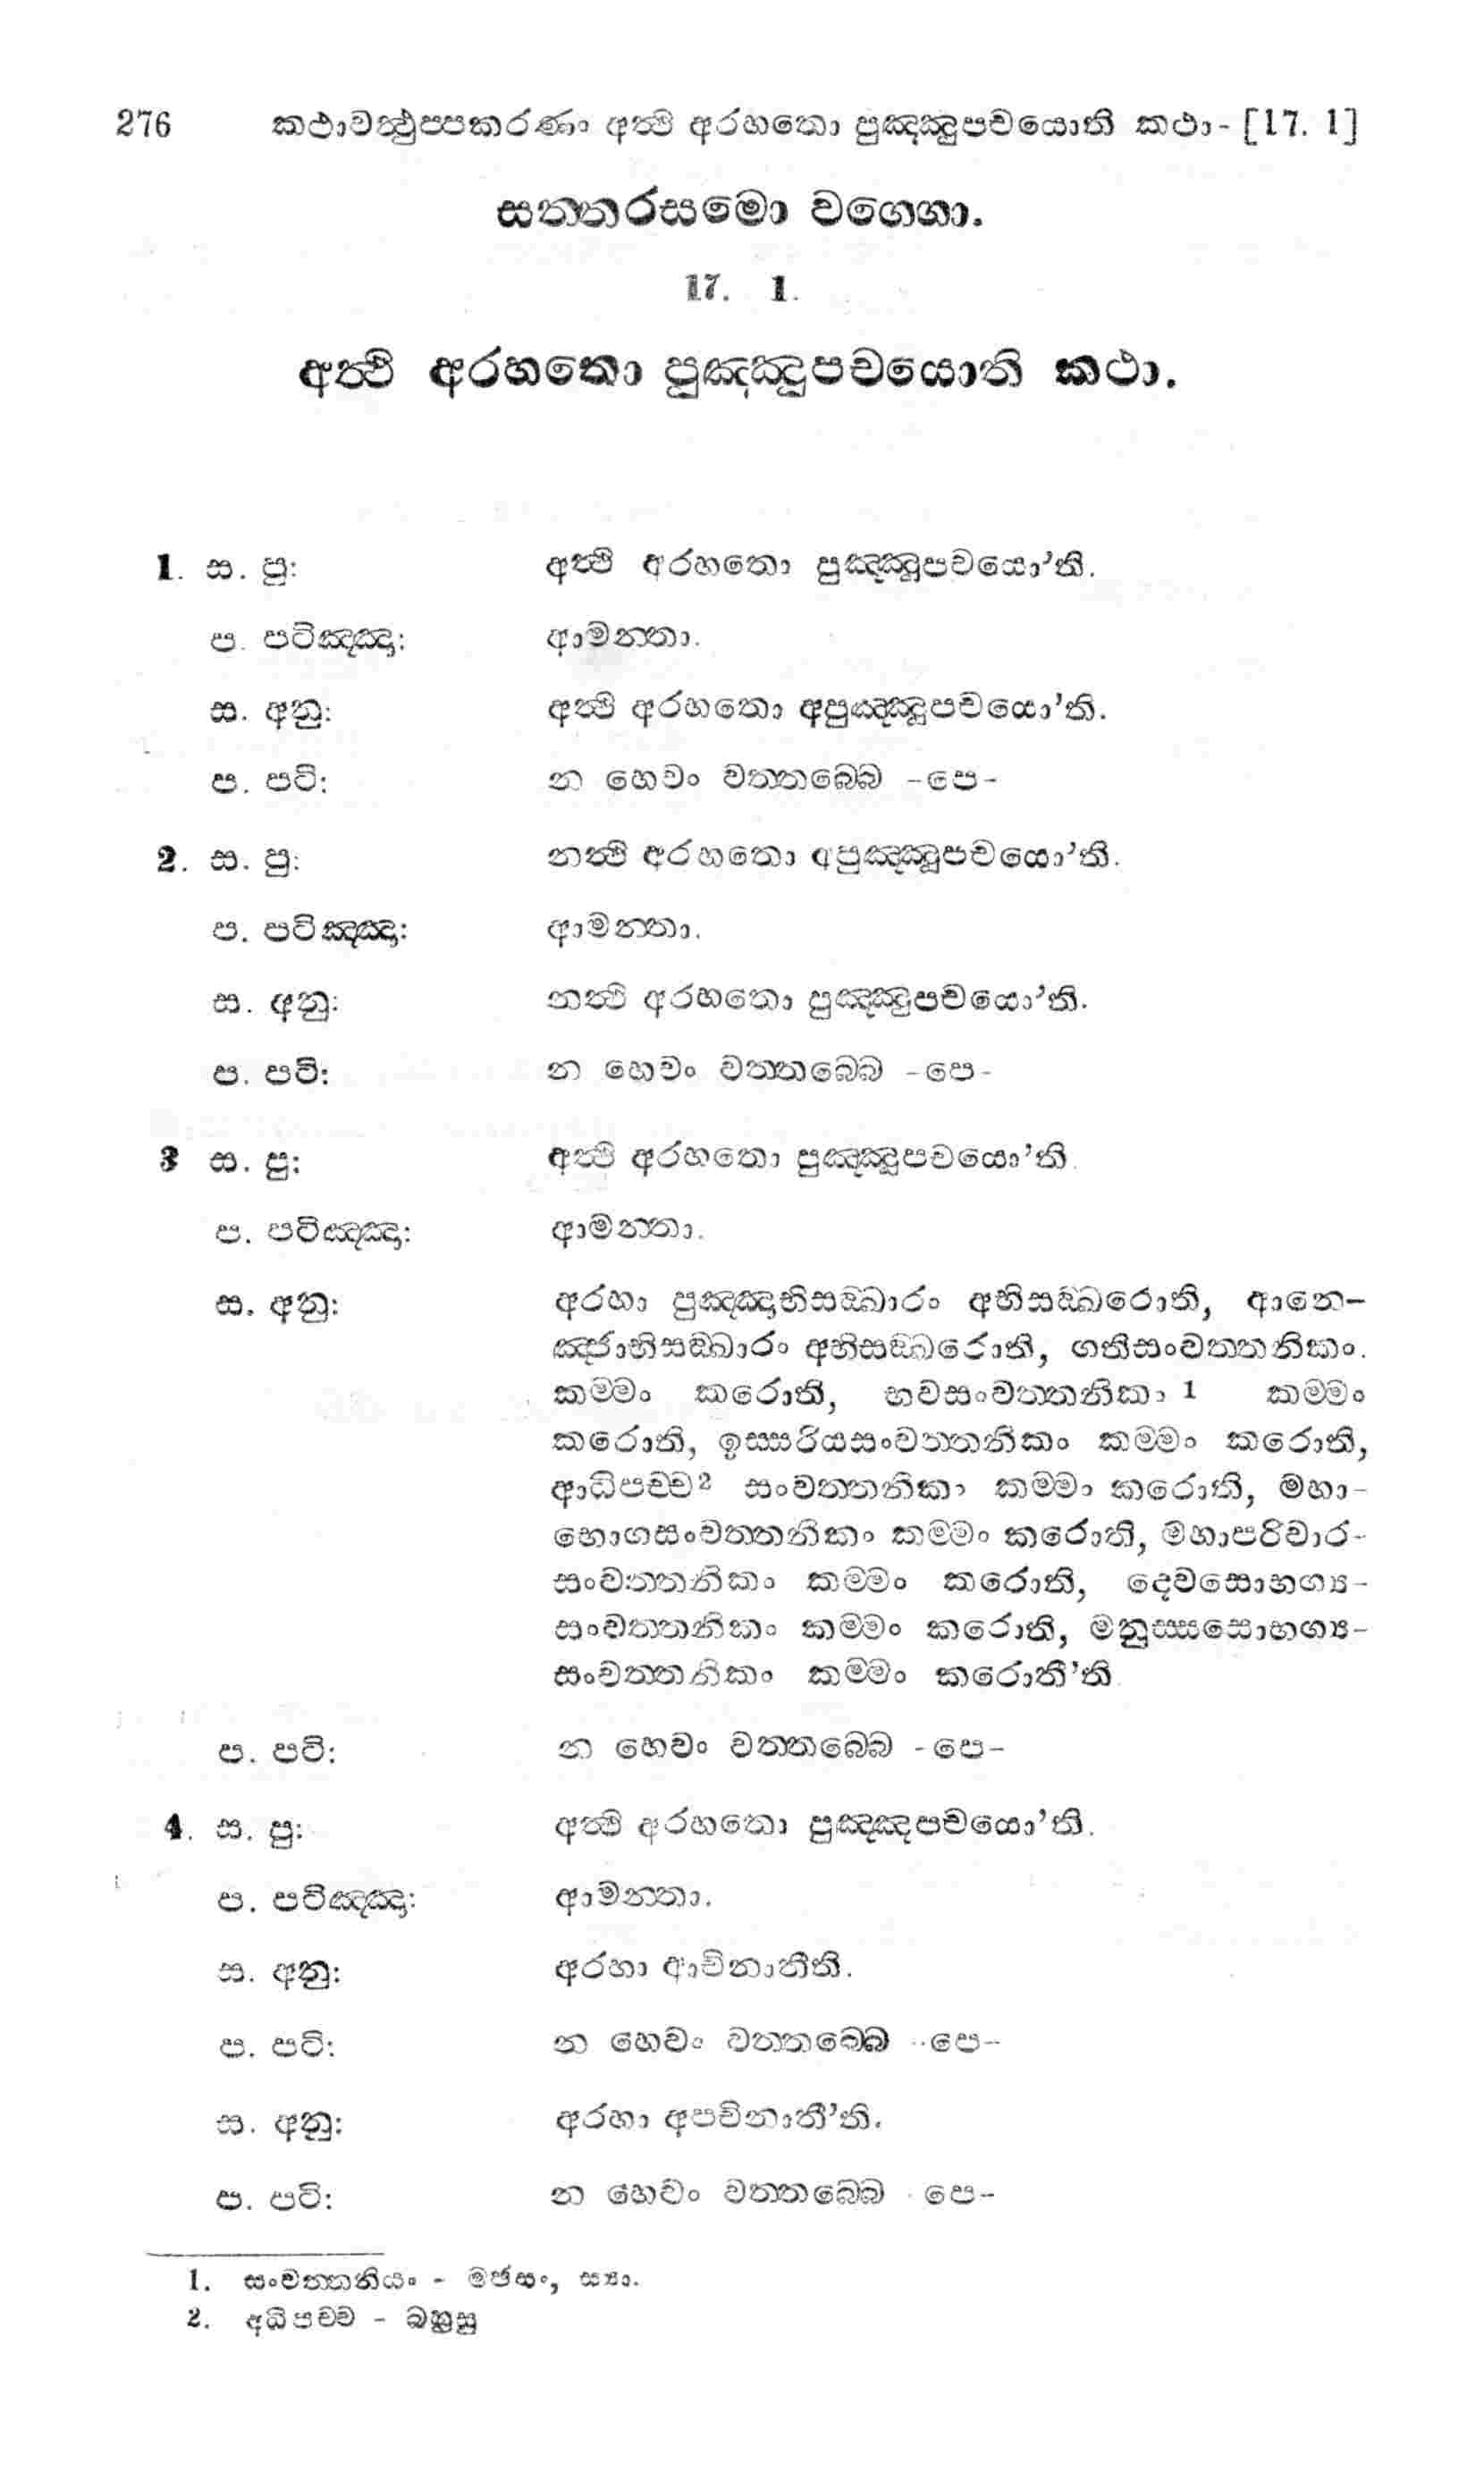 276 කථාවත්‍ථුප්පකරණං අත්‍ථි අරහතො පුඤ්ඤුපචයොති කථා- [17. 1]
සත්තරසමො වග්ගො.
17. 1.
අත්‍ථි අරහතො පුඤ්ඤුපචයොති කථා.
1. ස. පු: අත්‍ථි අරහතො පුඤ්ඤූපචයො’ති.
ප. පටිඤ්ඤා: ආමන්තා.
ස. අනු: අත්‍ථි අරහතො අපුඤ්ඤූපචයො’ති.
ප. පටි: න හෙවං වත්තබ්බෙ -පෙ-
2. ස. පු: නත්‍ථි අරහතො අපුඤ්ඤූපචයො’ති.
ප. පටිඤ්ඤා: ආමන්තා.
ස. අනු: නත්‍ථි අරහතො පුඤ්ඤුපචයො’ති.
ප. පටි: න හෙවං වත්තබ්බෙ -පෙ-
3 ස. පු: අත්‍ථි අරහතො පුඤ්ඤූපචයො’ති.
ප. පටිඤ්ඤා: ආමන්තා.
ස. අනු: අරහා පුඤ්ඤාභිසඞ්ඛාරං අභිසඞ්ඛරොති, ආනෙ-
ඤ්ජාභිසඞ්ඛාරං අභිසඞ්ඛරොති, ගතිසංවත්තනිකං.
කම්මං කරොති, භවසංවත්තනිකං 1 කම්මං
කරොති, ඉස්සරියසංවත්තනිකං කම්මං කරොති,
ආධිපච්ච2 සංවත්තනිකං කම්මං කරොති, මහා-
භොගසංවත්තනිකං කම්මං කරොති, මහාපරිවාර-
සංවත්තනිකං කම්මං කරොති, දෙවසොභග්‍ය-
සංවත්තනිකං කම්මං කරොති, මනුස්සසොභග්‍ය-
සංවත්තනිකං කම්මං කරොතී’ති.
ප. පටි: න හෙවං වත්තබ්බෙ -පෙ-
4. ස. පු: අත්‍ථි අරහතො පුඤ්ඤපචයො’ති.
ප. පටිඤ්ඤා: ආමන්තා.
ස. අනු: අරහා ආචිනාතීති.
ප. පටි: න හෙවං වත්තබ්බෙ -පෙ-
ස. අනු: අරහා අපචිනාතී’ති.
ප. පටි: න හෙවං වත්තබ්බෙ - පෙ-
1. සංවත්තනියං - මඡසං, ස්‍යා.
2. අධිපච්ච - බහුසු